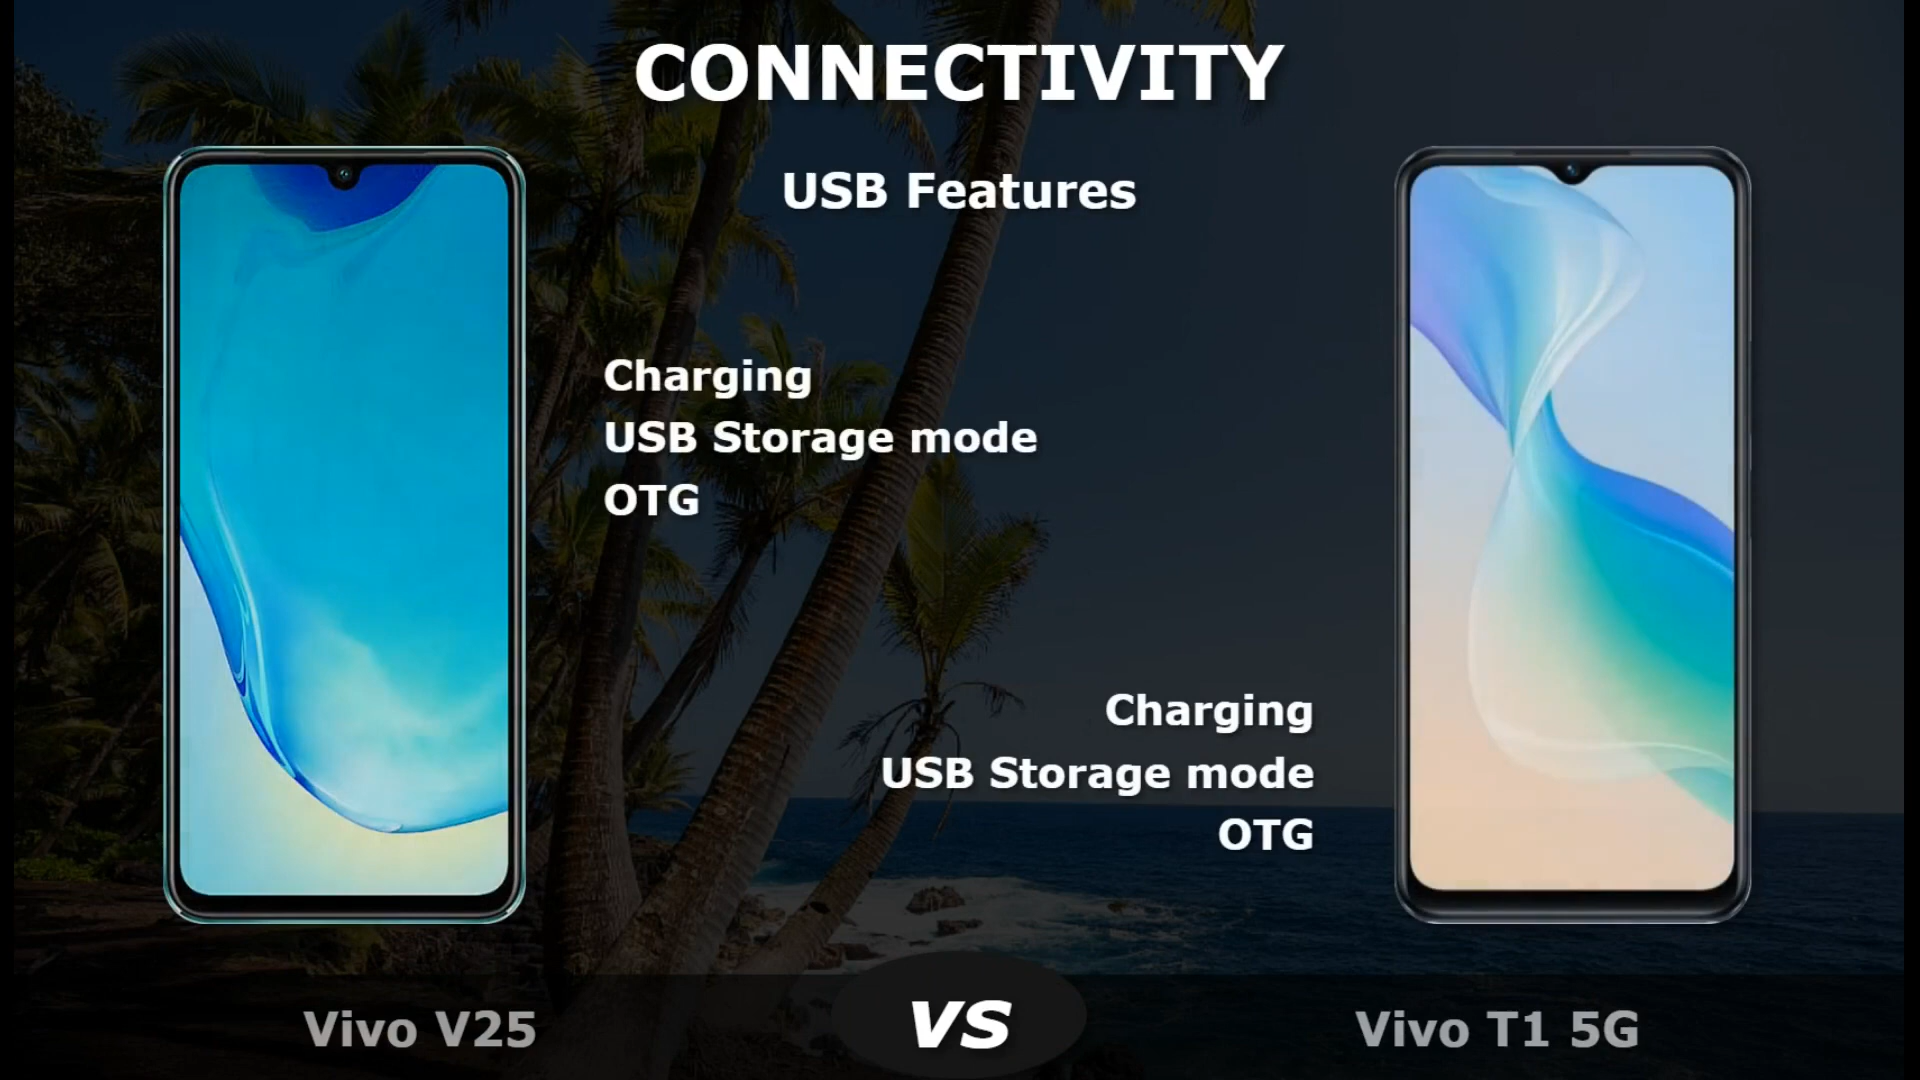 CONNECTIVITY
USB Features
Charging
USB Storage mode
OTG
Charging
USB Storage mode
OTG
Vivo V25
VS
Vivo T1 5G